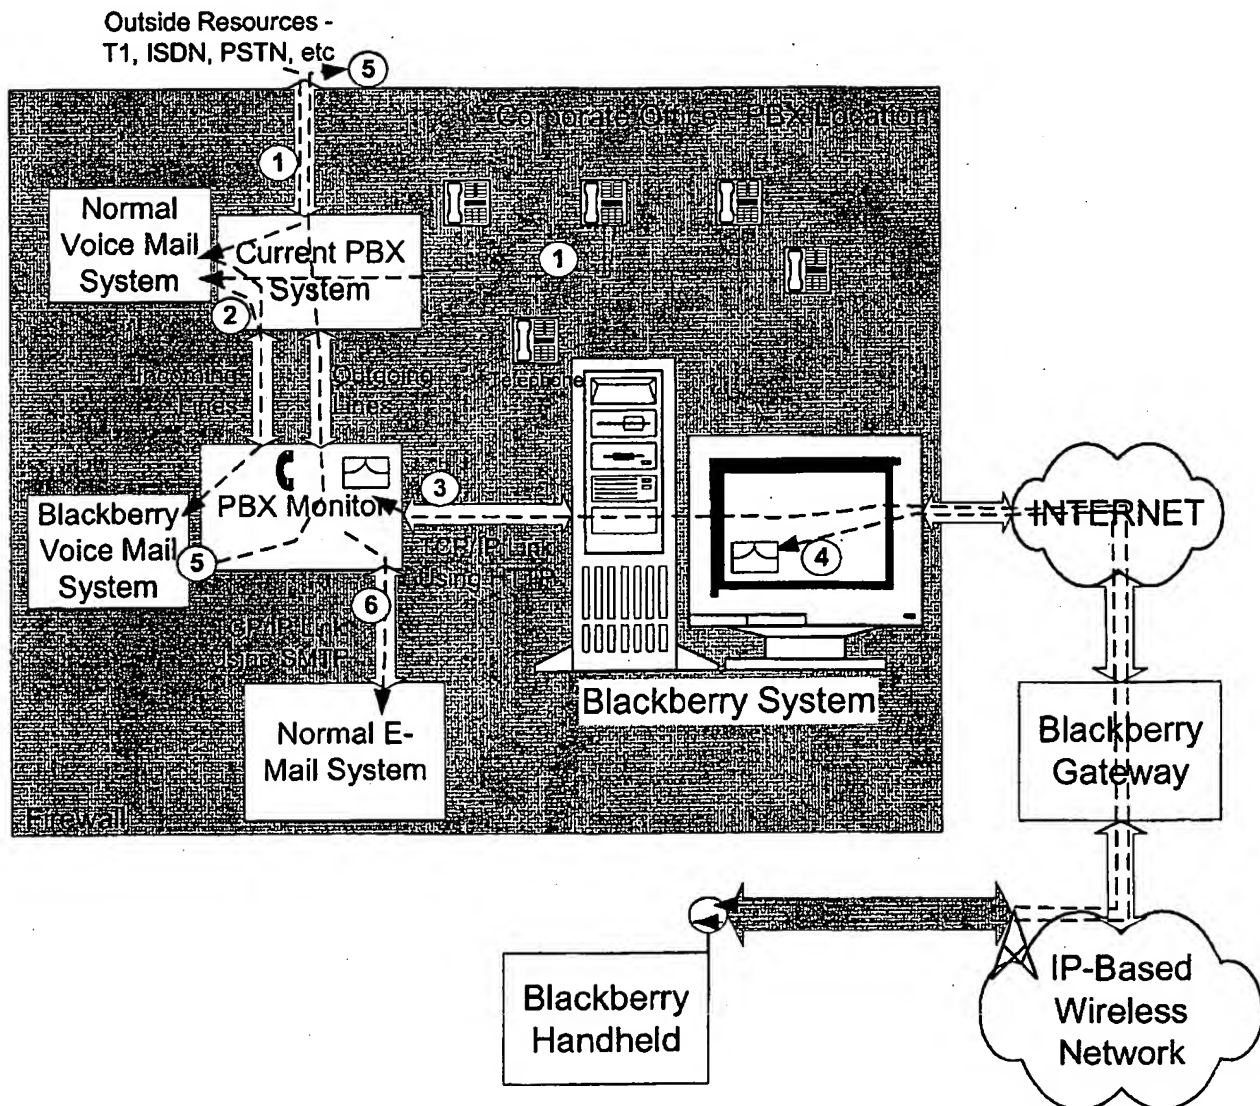 Outside Resources -
T1, ISDN, PSTN, etc
5
Corporate Office - PBX Location
1
Normal
Voice Mail
System
Current PBX
System
1
2
Incoming
Lines
Outgoing
Lines
Telephone
PBX Monitor
3
TCP/IP Link
Using HTTP
Blackberry
Voice Mail
System
5
4
INTERNET
6
TCP/IP Link
using SMTP
Blackberry System
Normal E-
Mail System
Blackberry
Gateway
Firewall
Blackberry
Handheld
IP-Based
Wireless
Network